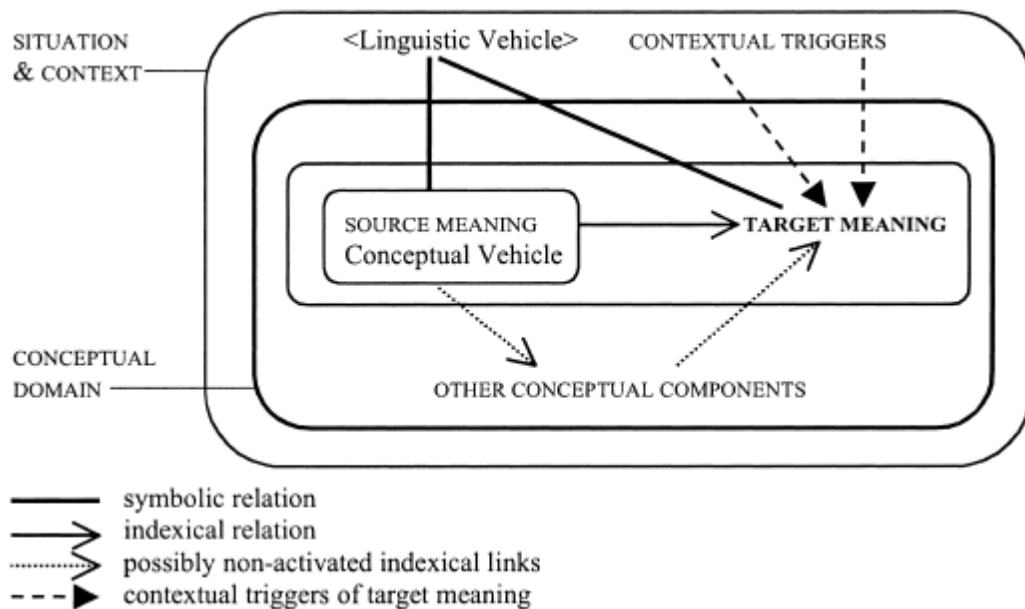 SITUATION
& CONTEXT
<Linguistic Vehicle>
CONTEXTUAL TRIGGERS
SOURCE MEANING
Conceptual Vehicle
TARGET MEANING
CONCEPTUAL
DOMAIN
OTHER CONCEPTUAL COMPONENTS
symbolic relation
indexical relation
possibly non-activated indexical links
contextual triggers of target meaning